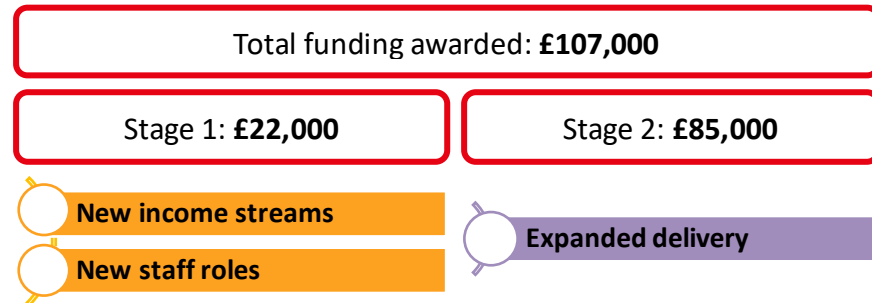 Total funding awarded: £107,000
Stage 1: £22,000
Stage 2: £85,000
New income streams
New staff roles
Expanded delivery